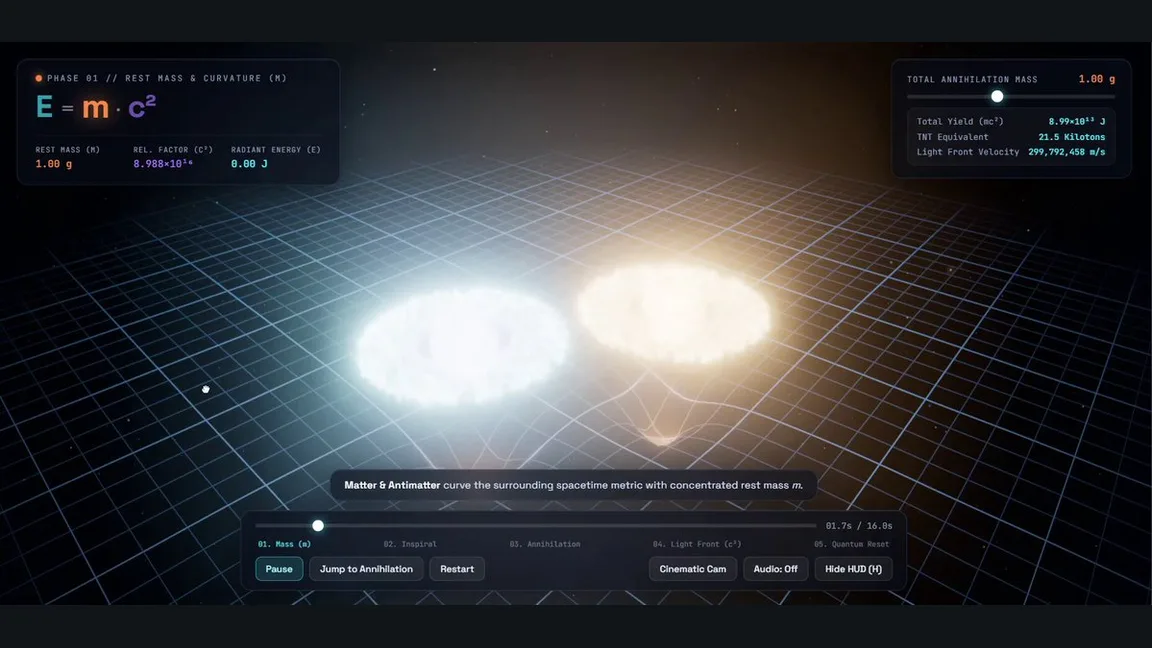 PHASE 01 // REST MASS & CURVATURE (M)
E = m · c²
REST MASS (M) REL. FACTOR (C²) RADIANT ENERGY (E)
1.00 g 8.988×10¹⁶ 0.00 J
TOTAL ANNIHILATION MASS 1.00 g
Total Yield (mc²) 8.99×10¹³ J
TNT Equivalent 21.5 Kilotons
Light Front Velocity 299,792,458 m/s
Matter & Antimatter curve the surrounding spacetime metric with concentrated rest mass m.
01.7s / 16.0s
01. Mass (m) 02. Inspiral 03. Annihilation 04. Light Front (c²) 05. Quantum Reset
Pause Jump to Annihilation Restart Cinematic Cam Audio: Off Hide HUD (H)